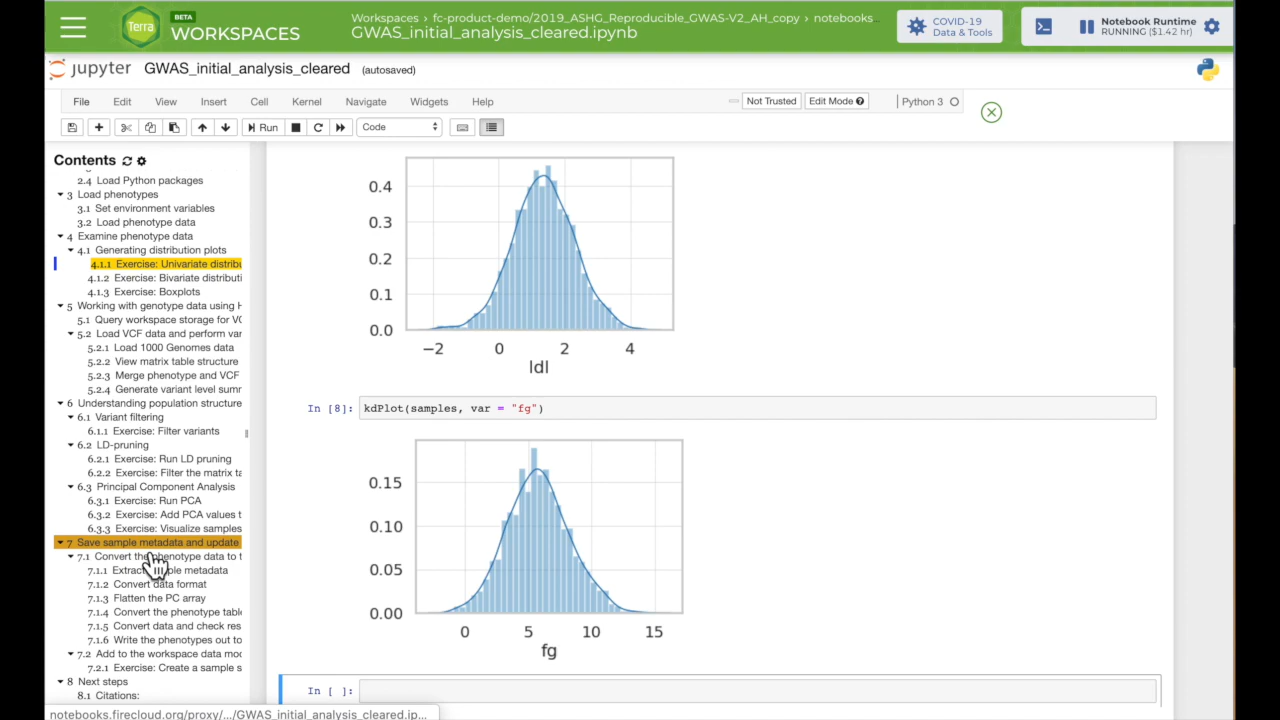 BETA
Terra
WORKSPACES
Workspaces > fc-product-demo/2019_ASHG_Reproducible_GWAS-V2_AH_copy > notebooks...
GWAS_initial_analysis_cleared.ipynb
COVID-19
Data & Tools
Notebook Runtime
RUNNING ($1.42 hr)
jupyter GWAS_initial_analysis_cleared (autosaved)
File Edit View Insert Cell Kernel Navigate Widgets Help
Not Trusted Edit Mode Python 3
Run Code
Contents
2.4 Load Python packages
3 Load phenotypes
3.1 Set environment variables
3.2 Load phenotype data
4 Examine phenotype data
4.1 Generating distribution plots
4.1.1 Exercise: Univariate distribu
4.1.2 Exercise: Bivariate distributi
4.1.3 Exercise: Boxplots
5 Working with genotype data using H
5.1 Query workspace storage for VC
5.2 Load VCF data and perform var
5.2.1 Load 1000 Genomes data
5.2.2 View matrix table structure
5.2.3 Merge phenotype and VCF
5.2.4 Generate variant level summ
6 Understanding population structure
6.1 Variant filtering
6.1.1 Exercise: Filter variants
6.2 LD-pruning
6.2.1 Exercise: Run LD pruning
6.2.2 Exercise: Filter the matrix ta
6.3 Principal Component Analysis
6.3.1 Exercise: Run PCA
6.3.2 Exercise: Add PCA values t
6.3.3 Exercise: Visualize samples
7 Save sample metadata and update
7.1 Convert the phenotype data to t
7.1.1 metadata
7.1.2 Convert data format
7.1.3 Flatten the PC array
7.1.4 Convert the phenotype table
7.1.5 Convert data and check res
7.1.6 Write the phenotypes out to
7.2 Add to the workspace data moc
7.2.1 Exercise: Create a sample s
8 Next steps
8.1 Citations:
0.4
0.3
0.2
0.1
0.0
−2 0 2 4
ldl
In [8]: kdPlot(samples, var = "fg")
0.15
0.10
0.05
0.00
0 5 10 15
fg
In [ ]:
notebooks.firecloud.org/proxy/.../GWAS_initial_analysis_cleared.ip...